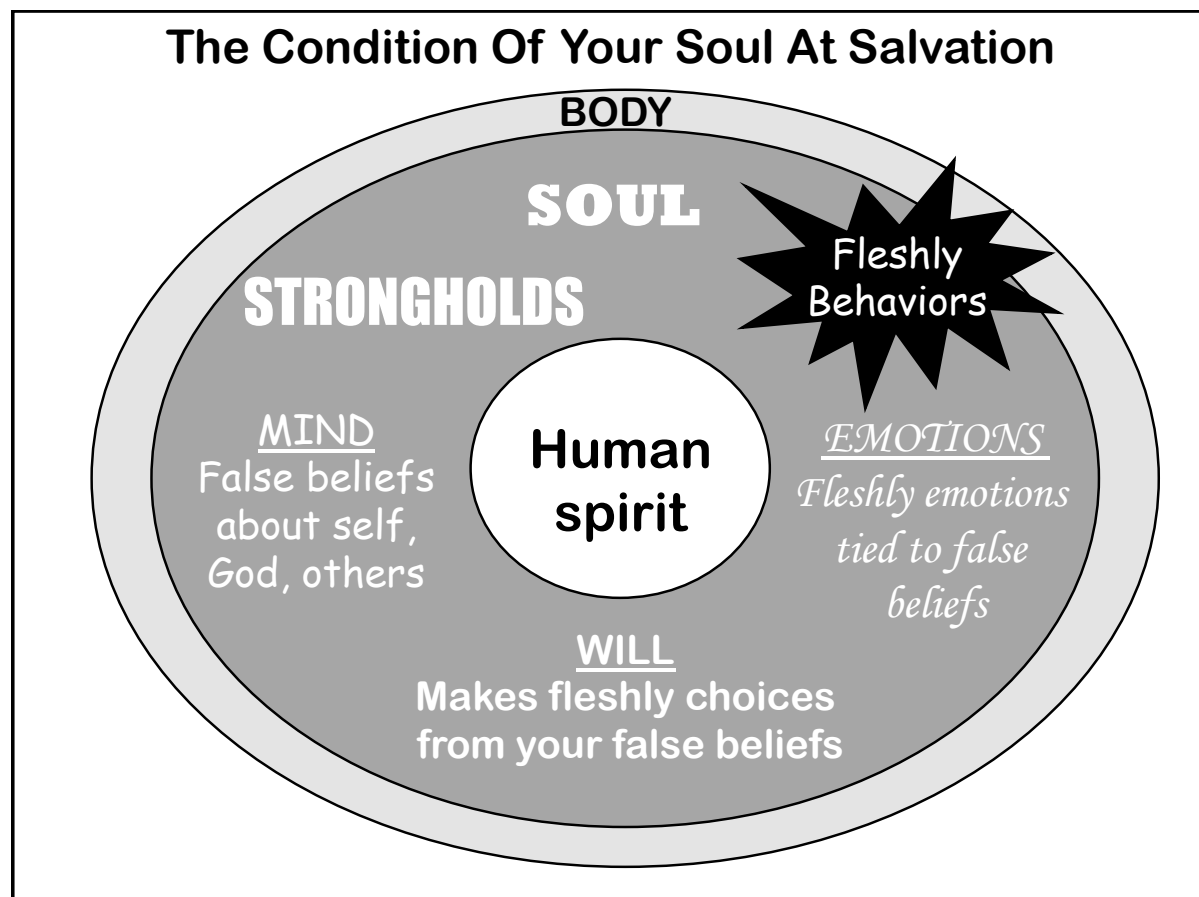 The Condition Of Your Soul At Salvation
BODY
SOUL
STRONGHOLDS
Fleshly
Behaviors
MIND
False beliefs
about self,
God, others
Human
spirit
EMOTIONS
Fleshly emotions
tied to false
beliefs
WILL
Makes fleshly choices
from your false beliefs